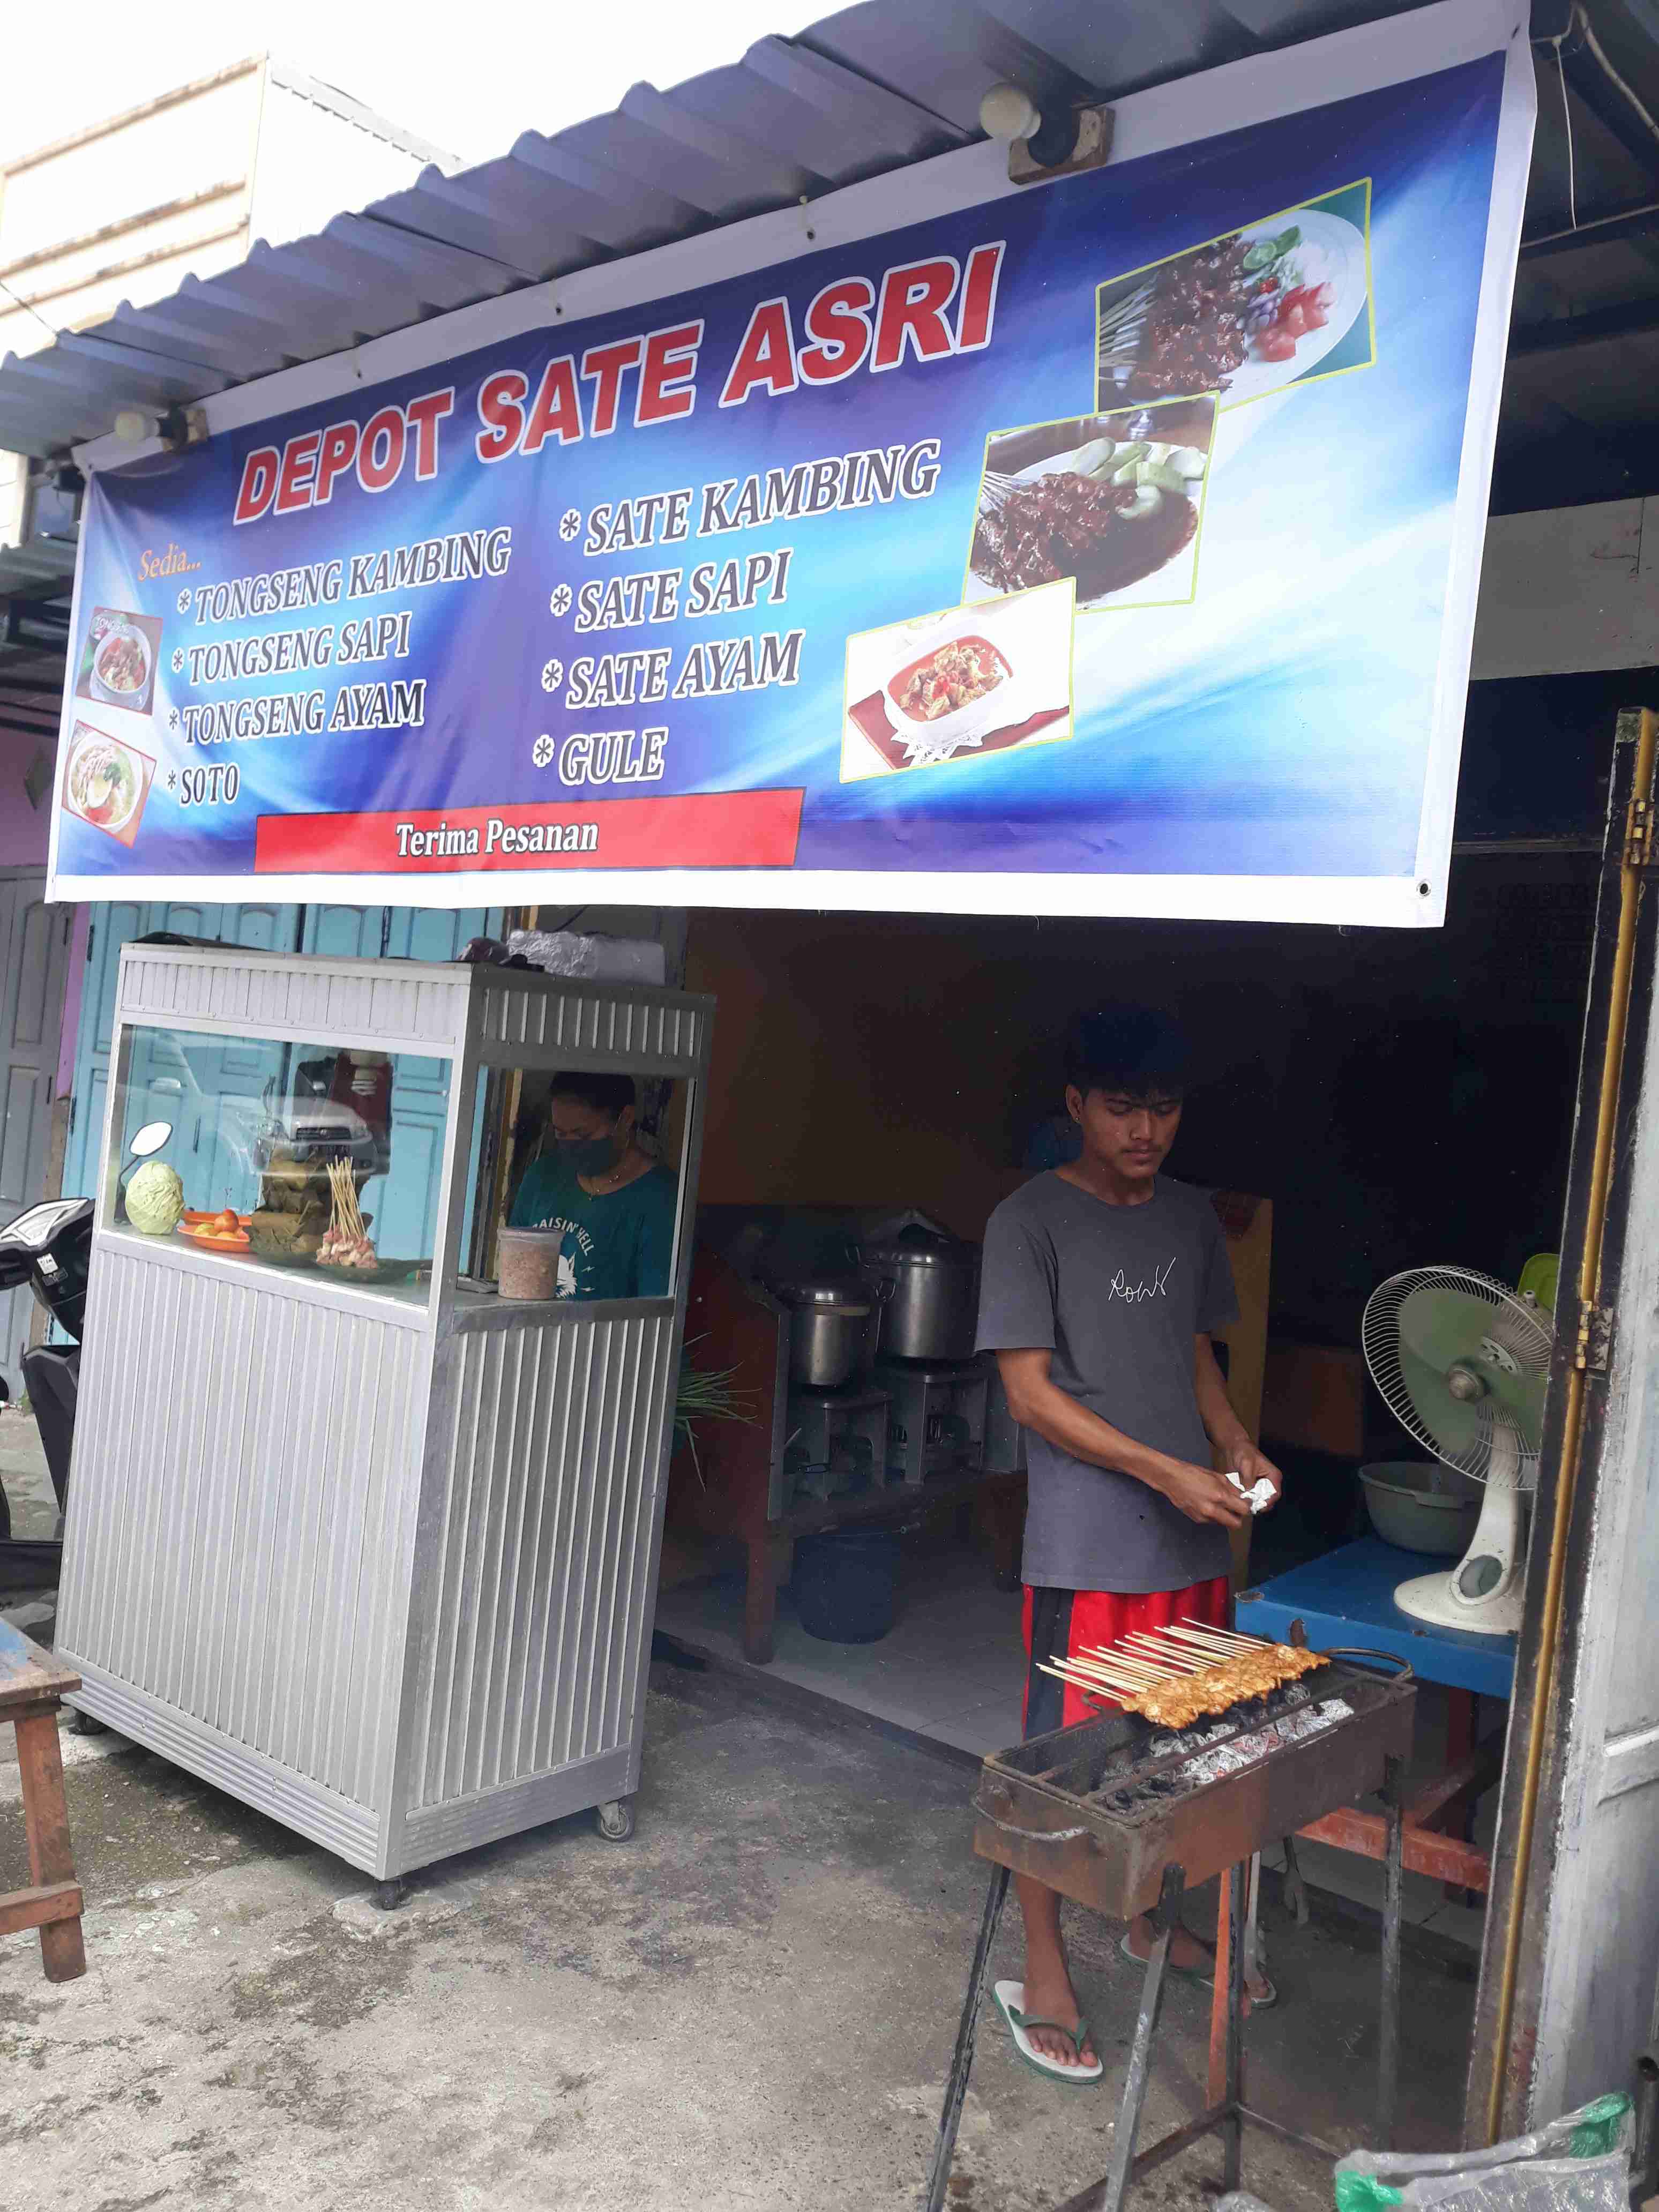 DEPOT SATE ASRI
Sedia...
* TONGSENG KAMBING
* TONGSENG SAPI
* TONGSENG AYAM
* SOTO
* SATE KAMBING
* SATE SAPI
* SATE AYAM
* GULE
Terima Pesanan